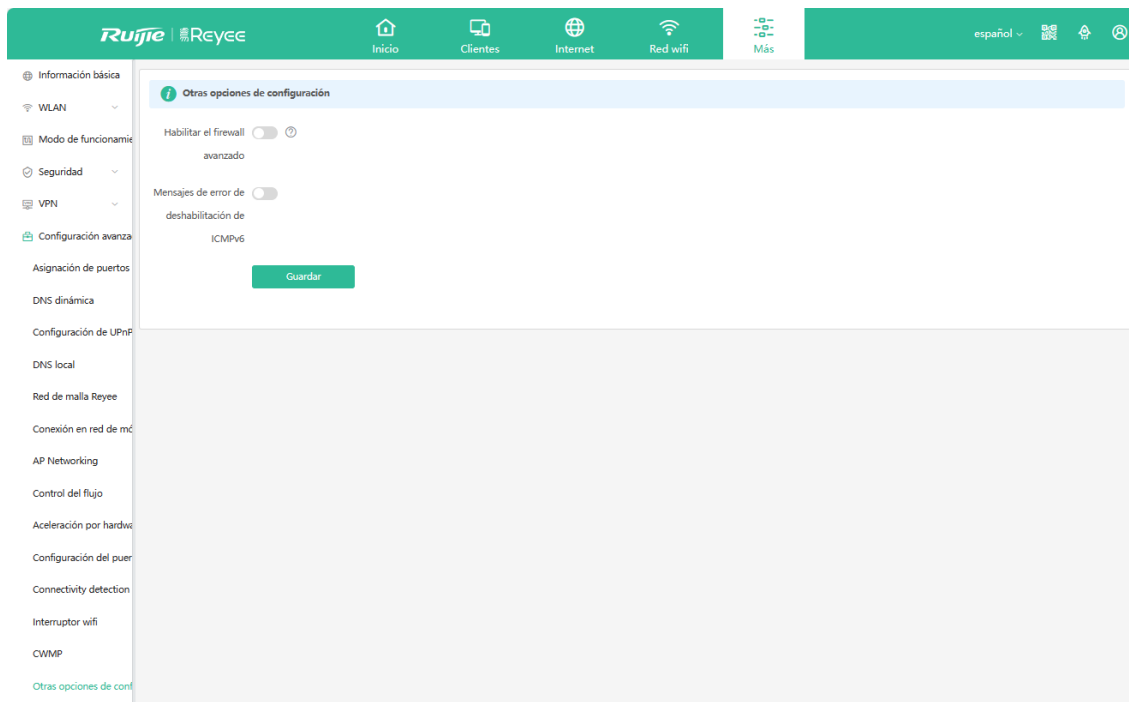 Ruijie | Reyee
Inicio
Clientes
Internet
Red wifi
Más
español
Información básica
WLAN
Modo de funcionamie
Seguridad
VPN
Configuración avanza
Asignación de puertos
DNS dinámica
Configuración de UPnP
DNS local
Red de malla Reyee
Conexión en red de mó
AP Networking
Control del flujo
Aceleración por hardwa
Configuración del puer
Connectivity detection
Interruptor wifi
CWMP
Otras opciones de conf
Otras opciones de configuración
Habilitar el firewall
avanzado
Mensajes de error de
deshabilitación de
ICMPv6
Guardar